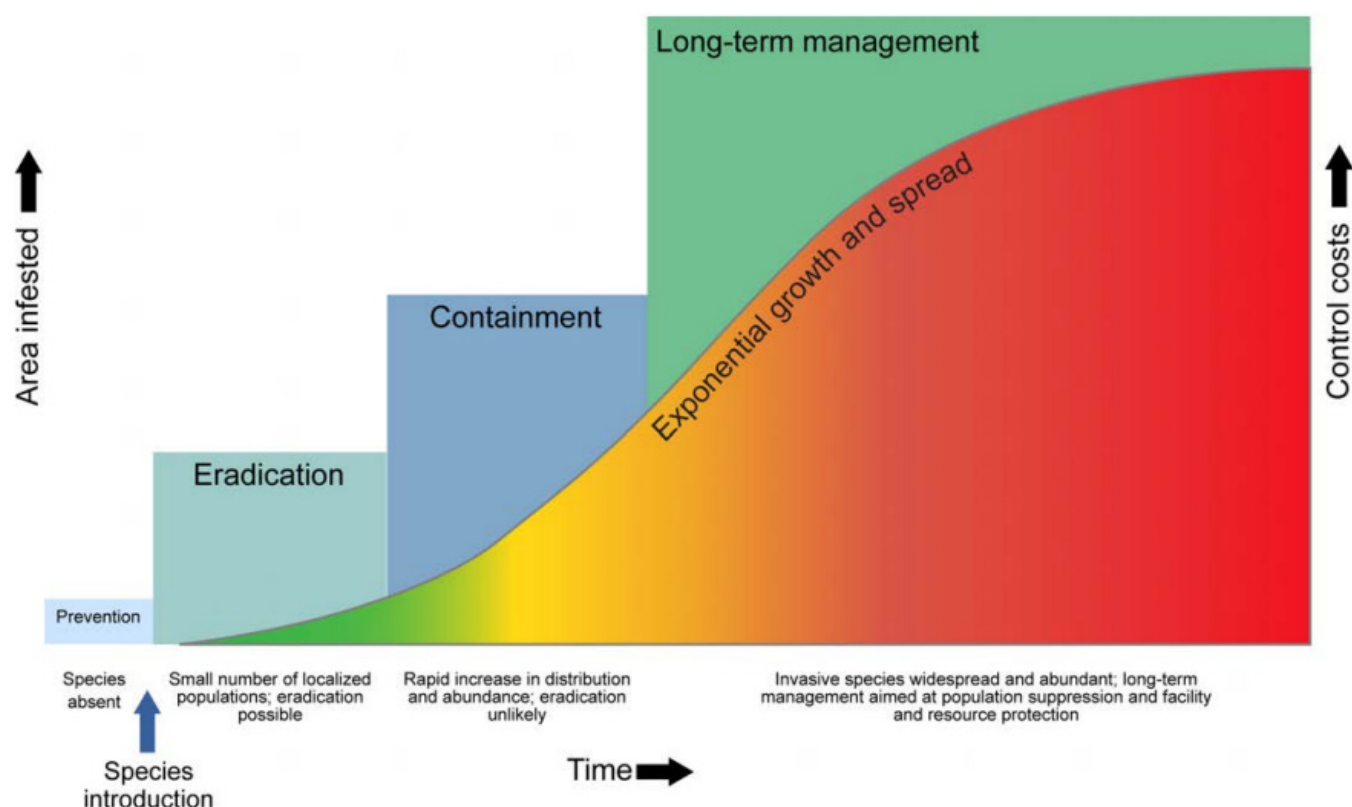 Long-term management
Area infested
Control costs
Containment
Exponential growth and spread
Eradication
Prevention
Species
absent
Small number of localized
populations; eradication
possible
Rapid increase in distribution
and abundance; eradication
unlikely
Invasive species widespread and abundant; long-term
management aimed at population suppression and facility
and resource protection
Species
introduction
Time